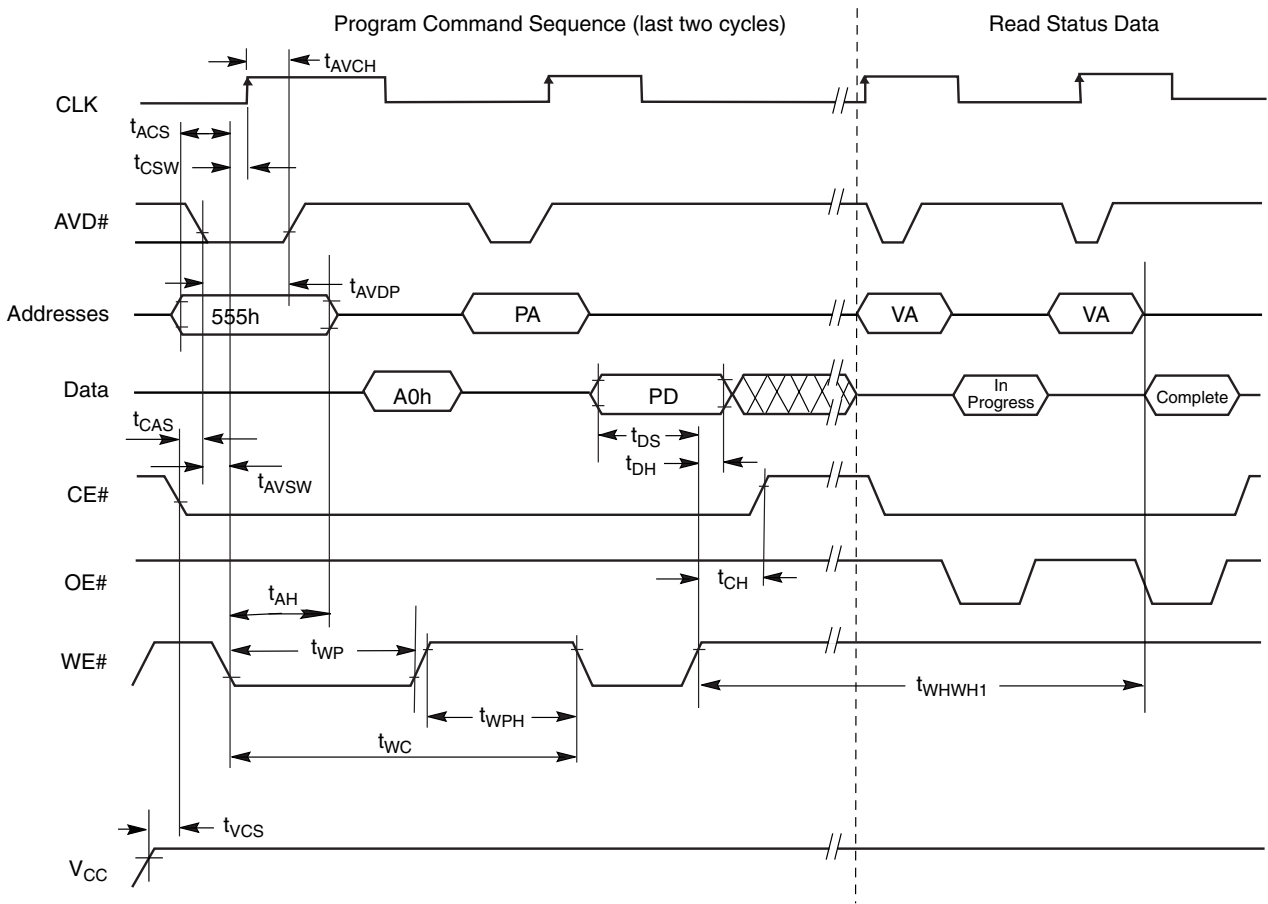 Program Command Sequence (last two cycles) Read Status Data
tAVCH
CLK
tACS
tCSW
AVD#
tAVDP
Addresses 555h PA VA VA
Data A0h PD In Progress Complete
tCAS
tDS
tDH
tAVSW
CE#
OE#
tCH
tAH
tWP
WE#
tWHWH1
tWPH
tWC
tVCS
VCC